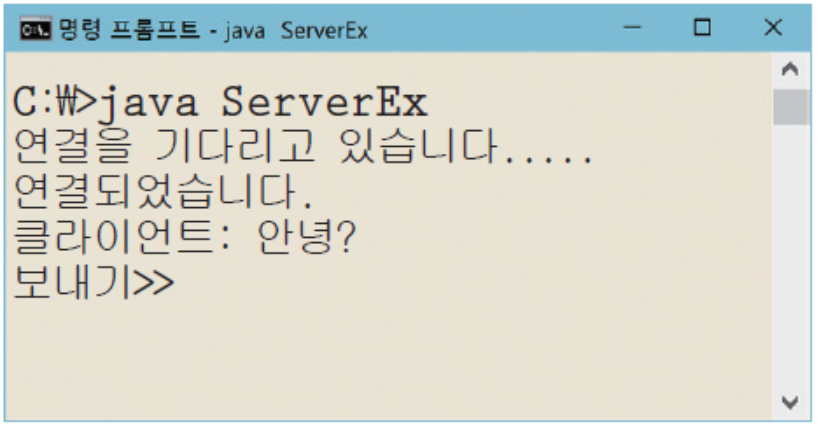 명령 프롬프트 - java ServerEx
C:₩>java ServerEx
연결을 기다리고 있습니다.....
연결되었습니다.
클라이언트: 안녕?
보내기>>